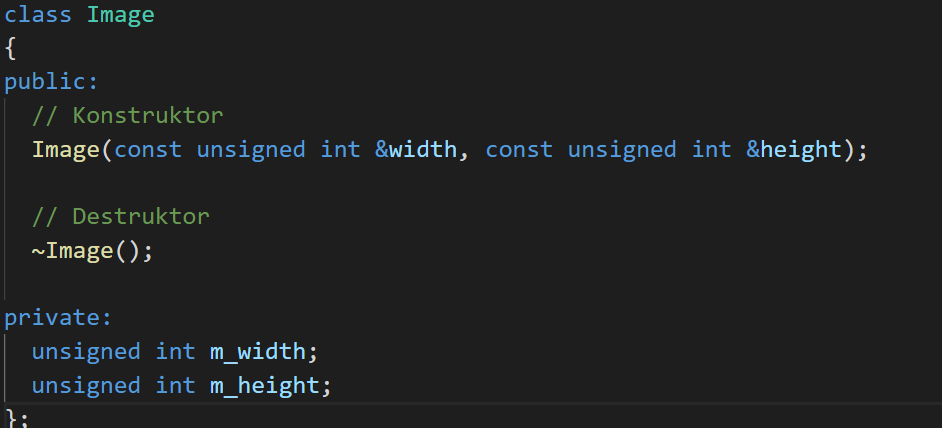 class Image
{
public:
// Konstruktor
Image(const unsigned int &width, const unsigned int &height);
// Destruktor
~Image();
private:
unsigned int m_width;
unsigned int m_height;
};